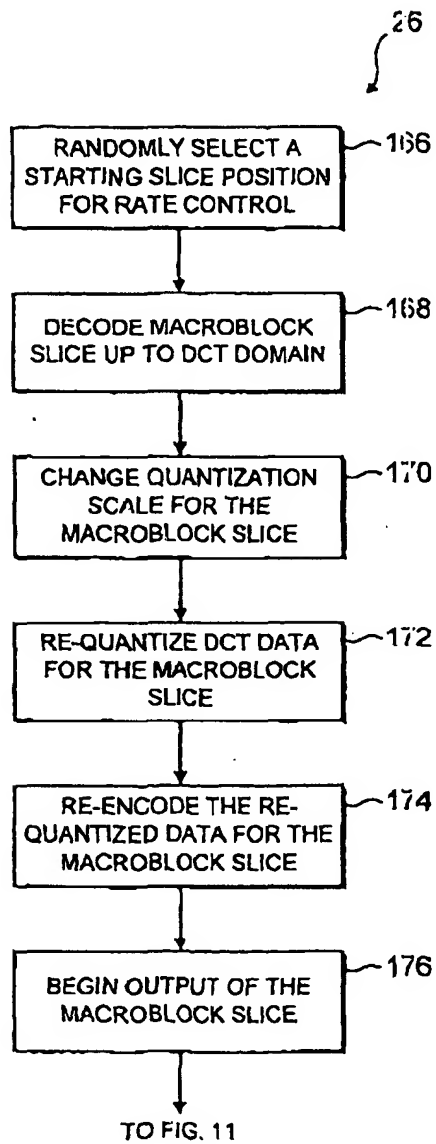 26
RANDOMLY SELECT A
STARTING SLICE POSITION
FOR RATE CONTROL
166
DECODE MACROBLOCK
SLICE UP TO DCT DOMAIN
168
CHANGE QUANTIZATION
SCALE FOR THE
MACROBLOCK SLICE
170
RE-QUANTIZE DCT DATA
FOR THE MACROBLOCK
SLICE
172
RE-ENCODE THE RE-
QUANTIZED DATA FOR THE
MACROBLOCK SLICE
174
BEGIN OUTPUT OF THE
MACROBLOCK SLICE
176
TO FIG. 11